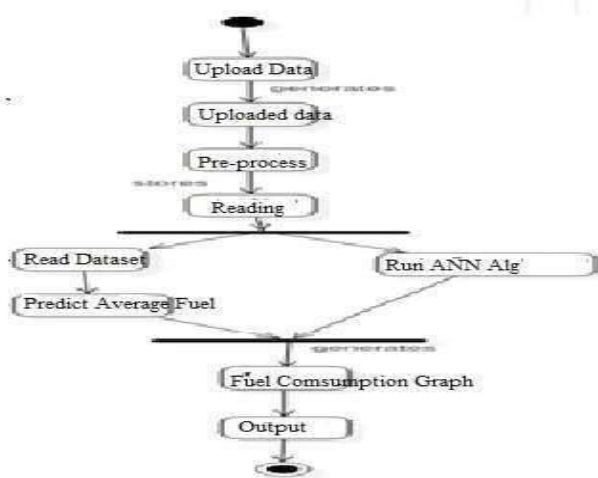 Upload Data
generates
Uploaded data
Pre-process
stores
Reading
Read Dataset
Run ANN Alg
Predict Average Fuel
generates
Fuel Comsumption Graph
Output